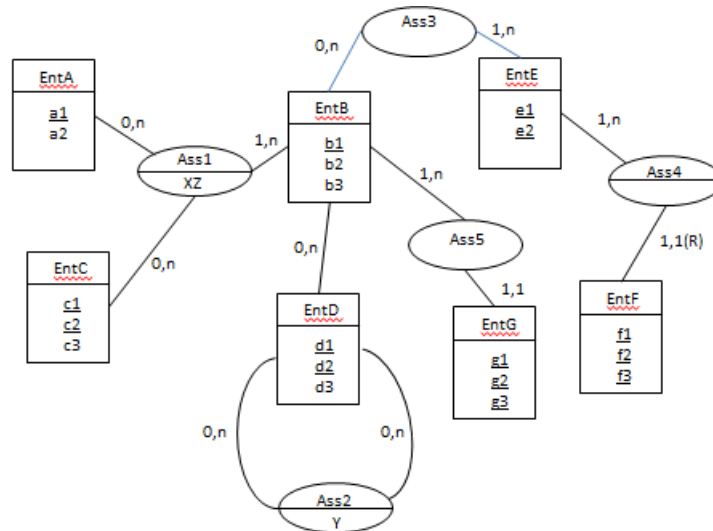 Ass3
0,n
1,n
EntA
a1
a2
0,n
EntB
b1
b2
b3
1,n
EntE
e1
e2
1,n
Ass1
XZ
Ass4
1,n
Ass5
0,n
0,n
1,1(R)
EntC
c1
c2
c3
EntD
d1
d2
d3
1,1
EntG
g1
g2
g3
EntF
f1
f2
f3
0,n
0,n
Ass2
Y